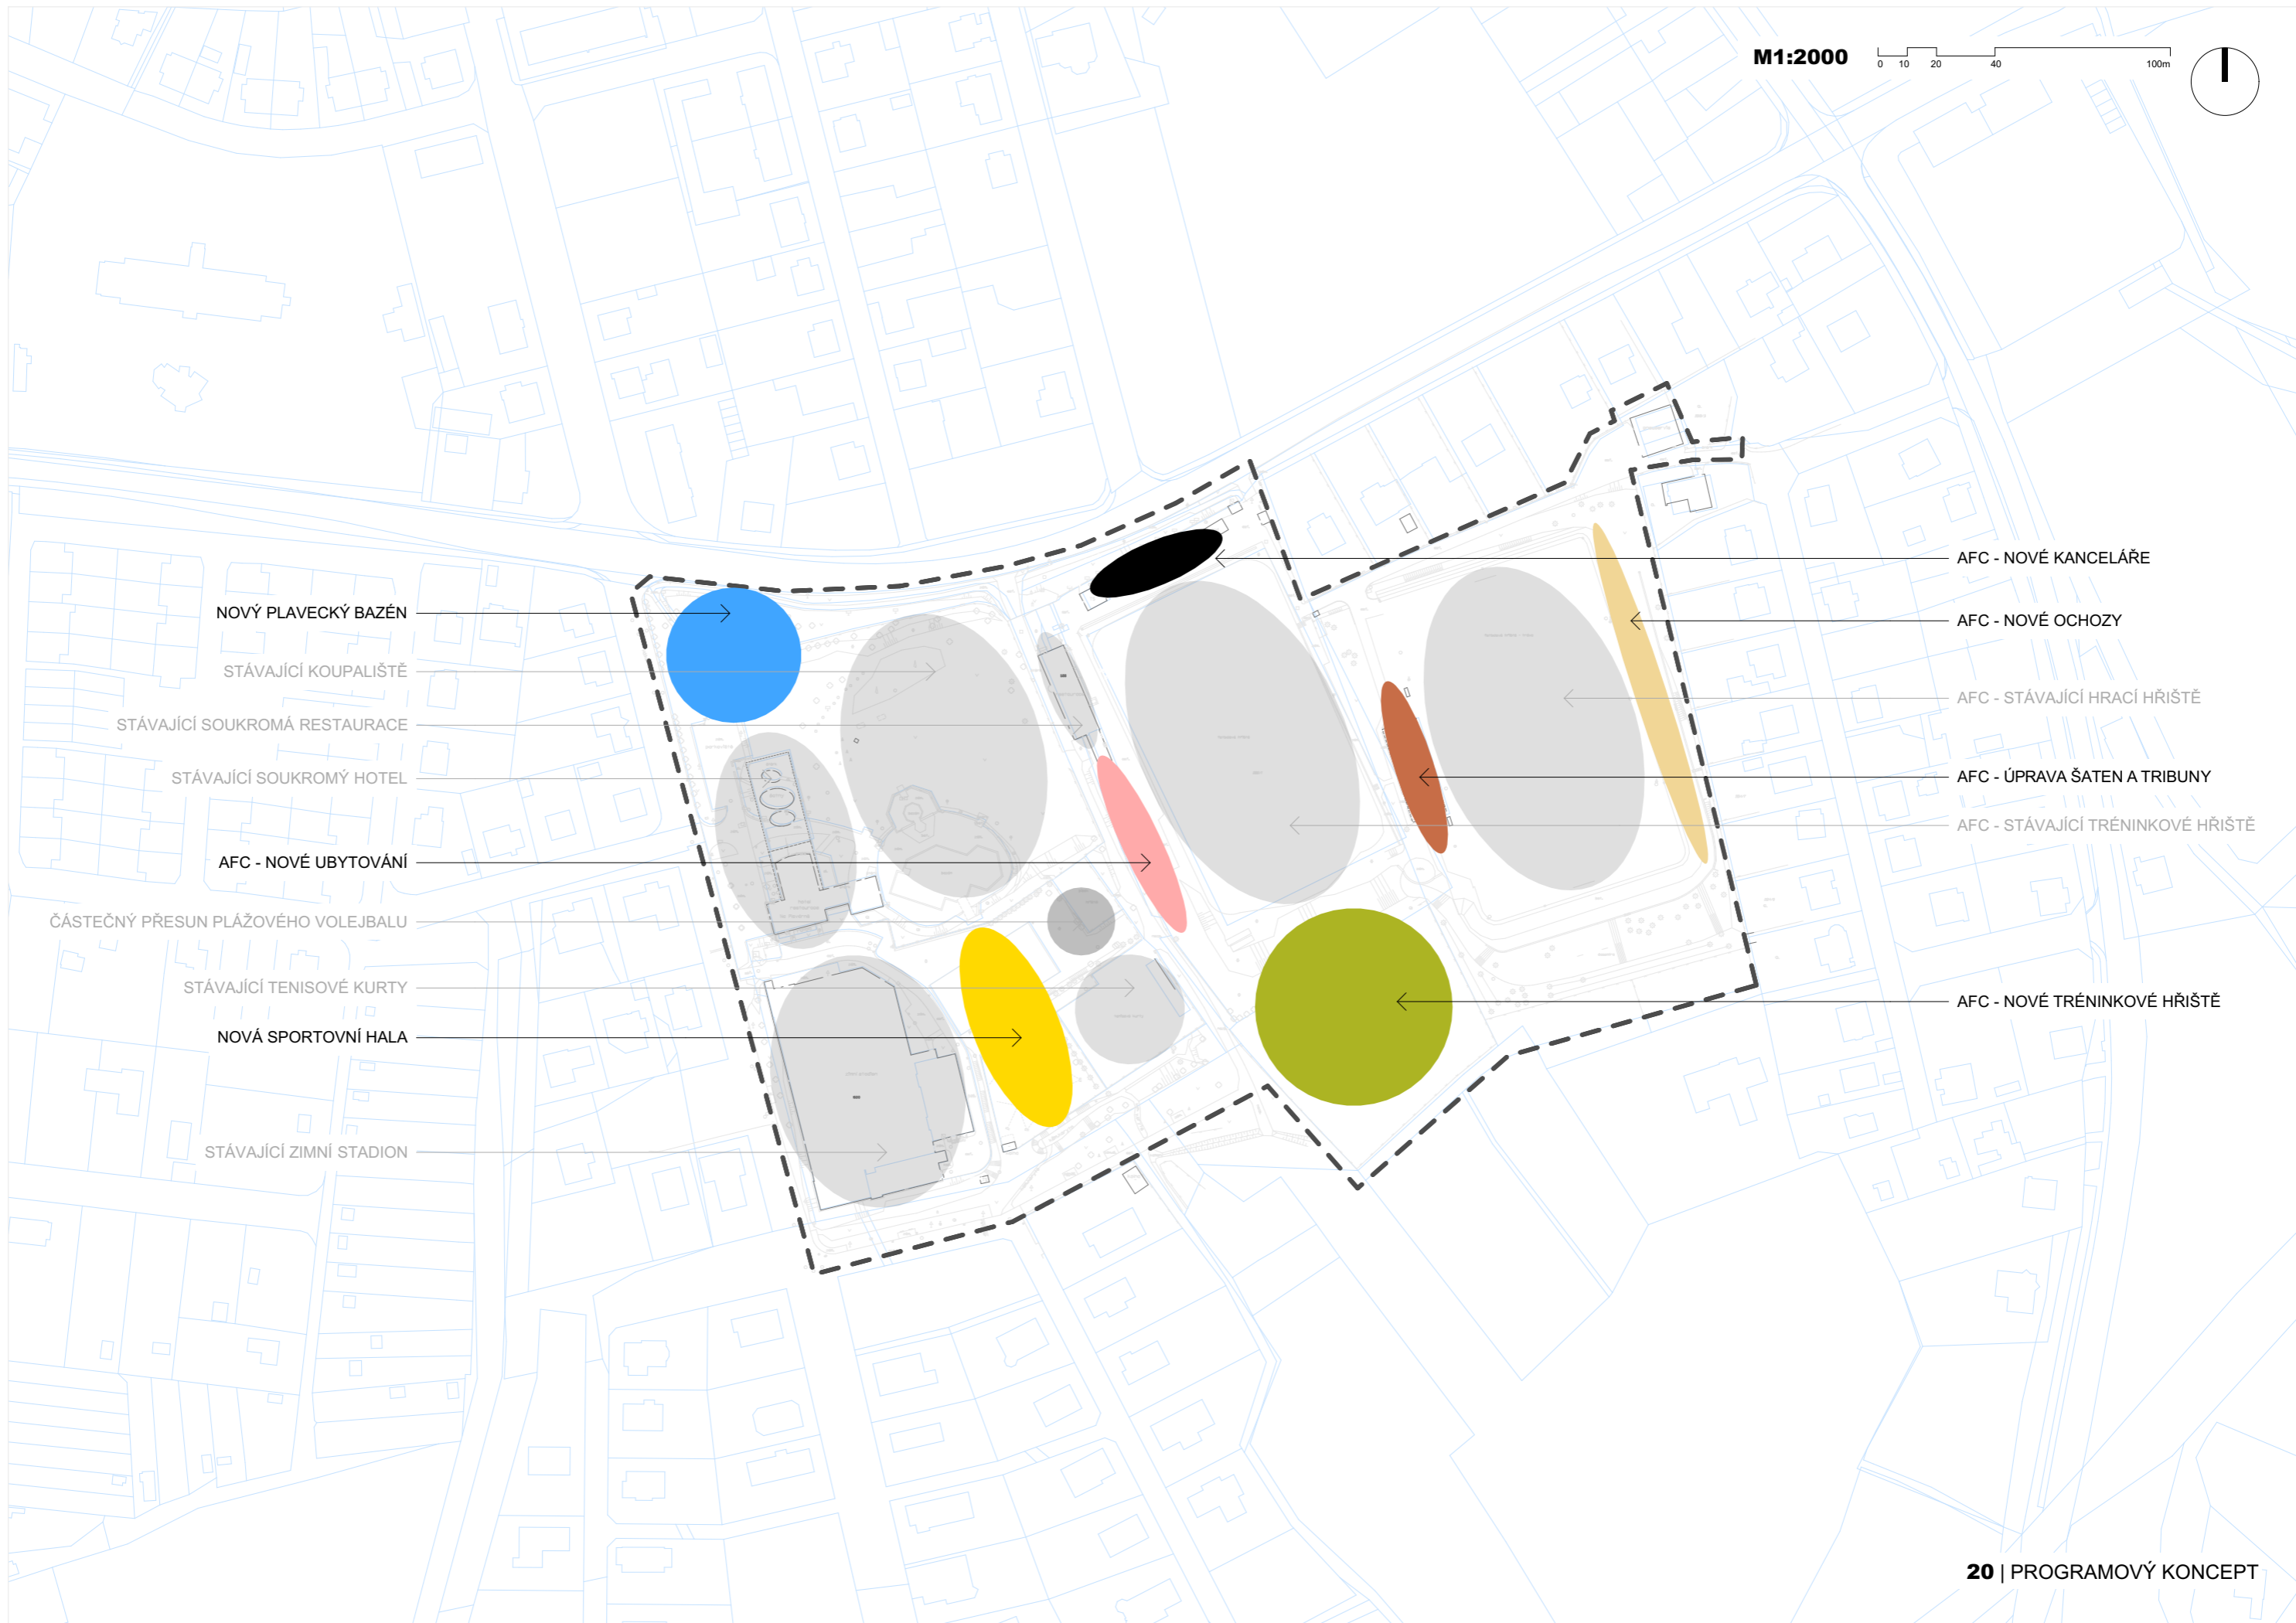 M1:2000
0 10 20 40 100m
NOVÝ PLAVECKÝ BAZÉN
STÁVAJÍCÍ KOUPALIŠTĚ
STÁVAJÍCÍ SOUKROMÁ RESTAURACE
STÁVAJÍCÍ SOUKROMÝ HOTEL
AFC - NOVÉ UBYTOVÁNÍ
ČÁSTEČNÝ PŘESUN PLÁŽOVÉHO VOLEJBALU
STÁVAJÍCÍ TENISOVÉ KURTY
NOVÁ SPORTOVNÍ HALA
STÁVAJÍCÍ ZIMNÍ STADION
AFC - NOVÉ KANCELÁŘE
AFC - NOVÉ OCHOZY
AFC - STÁVAJÍCÍ HRACÍ HŘIŠTĚ
AFC - ÚPRAVA ŠATEN A TRIBUNY
AFC - STÁVAJÍCÍ TRÉNINKOVÉ HŘIŠTĚ
AFC - NOVÉ TRÉNINKOVÉ HŘIŠTĚ
20 | PROGRAMOVÝ KONCEPT